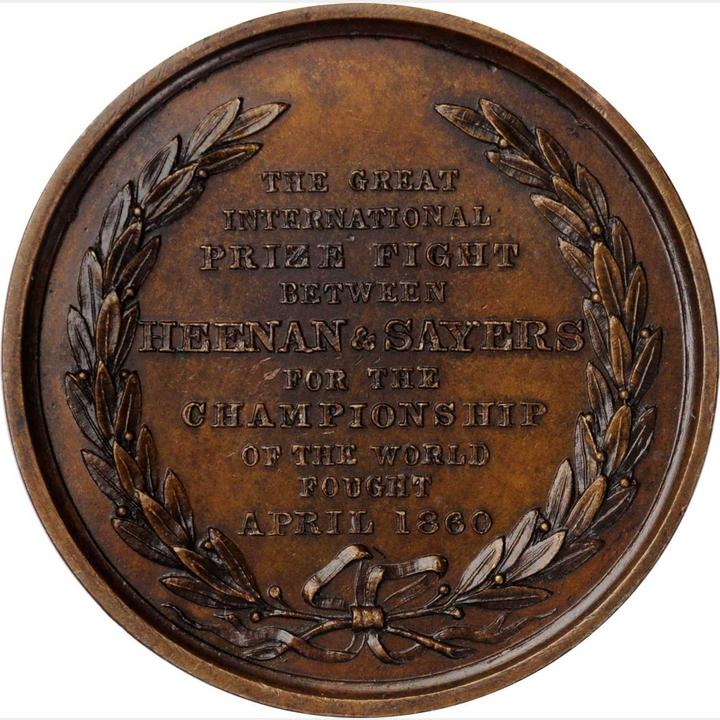 THE GREAT
INTERNATIONAL
PRIZE FIGHT
BETWEEN
HEENAN & SAYERS
FOR THE
CHAMPIONSHIP
OF THE WORLD
FOUGHT
APRIL 1860